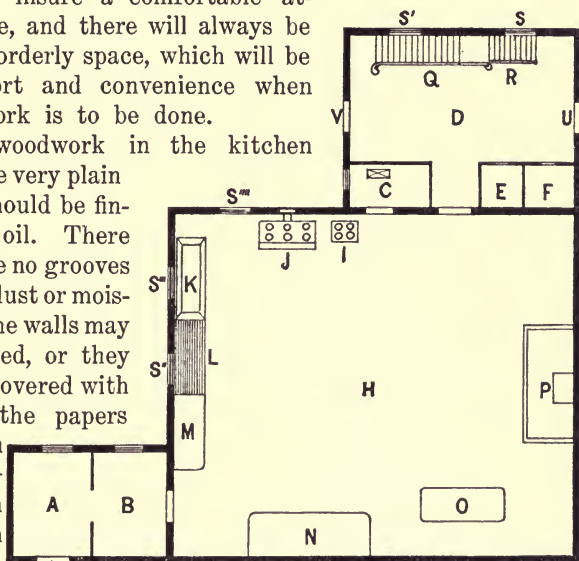 insure a comfortable at-
e, and there will always be
orderly space, which will be
ort and convenience when
ork is to be done.
woodwork in the kitchen
e very plain
hould be fin-
oil. There
e no grooves
dust or mois-
he walls may
ed, or they
overed with
the papers
S' S
Q R
V D U
C E F
S''''
J I
S''' K
S'' L
H
P
M
A B
O
N